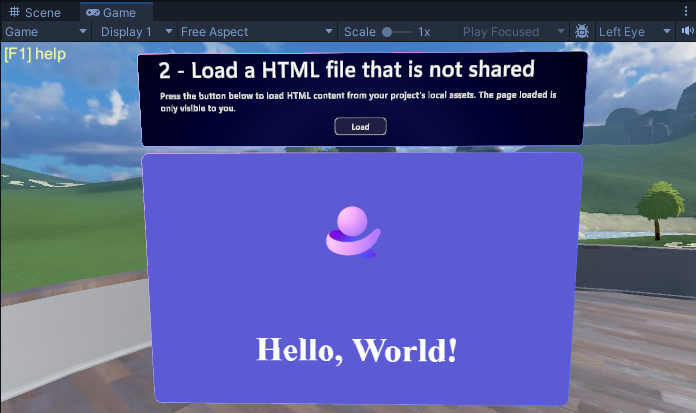 Scene Game
Game Display 1 Free Aspect Scale 1x Play Focused Left Eye
[F1] help
2 - Load a HTML file that is not shared
Press the button below to load HTML content from your project's local assets. The page loaded is
only visible to you.
Load
Hello, World!